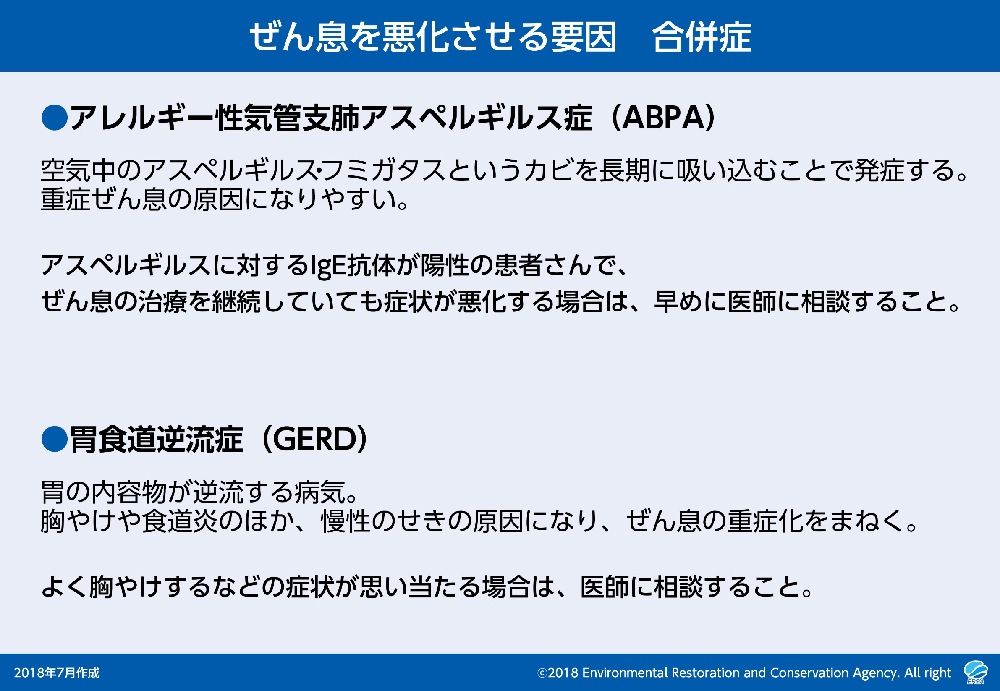 ぜん息を悪化させる要因　合併症
●アレルギー性気管支肺アスペルギルス症（ABPA）
空気中のアスペルギルス・フミガタスというカビを長期に吸い込むことで発症する。
重症ぜん息の原因になりやすい。
アスペルギルスに対するIgE抗体が陽性の患者さんで、
ぜん息の治療を継続していても症状が悪化する場合は、早めに医師に相談すること。
●胃食道逆流症（GERD）
胃の内容物が逆流する病気。
胸やけや食道炎のほか、慢性のせきの原因になり、ぜん息の重症化をまねく。
よく胸やけするなどの症状が思い当たる場合は、医師に相談すること。
2018年7月作成
©2018 Environmental Restoration and Conservation Agency. All right
ERCA